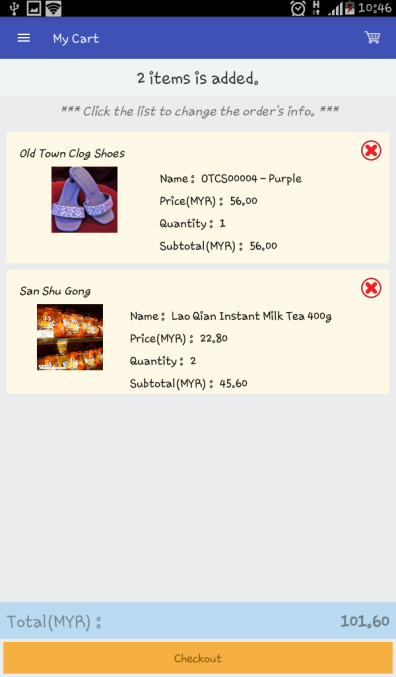 H
10:46
My Cart
2 items is added.
*** Click the list to change the order's info. ***
Old Town Clog Shoes
Name : OTCS00004 - Purple
Price(MYR) : 56.00
Quantity : 1
Subtotal(MYR) : 56.00
San Shu Gong
Name : Lao Qian Instant Milk Tea 400g
Price(MYR) : 22.80
Quantity : 2
Subtotal(MYR) : 45.60
Total(MYR) : 101.60
Checkout